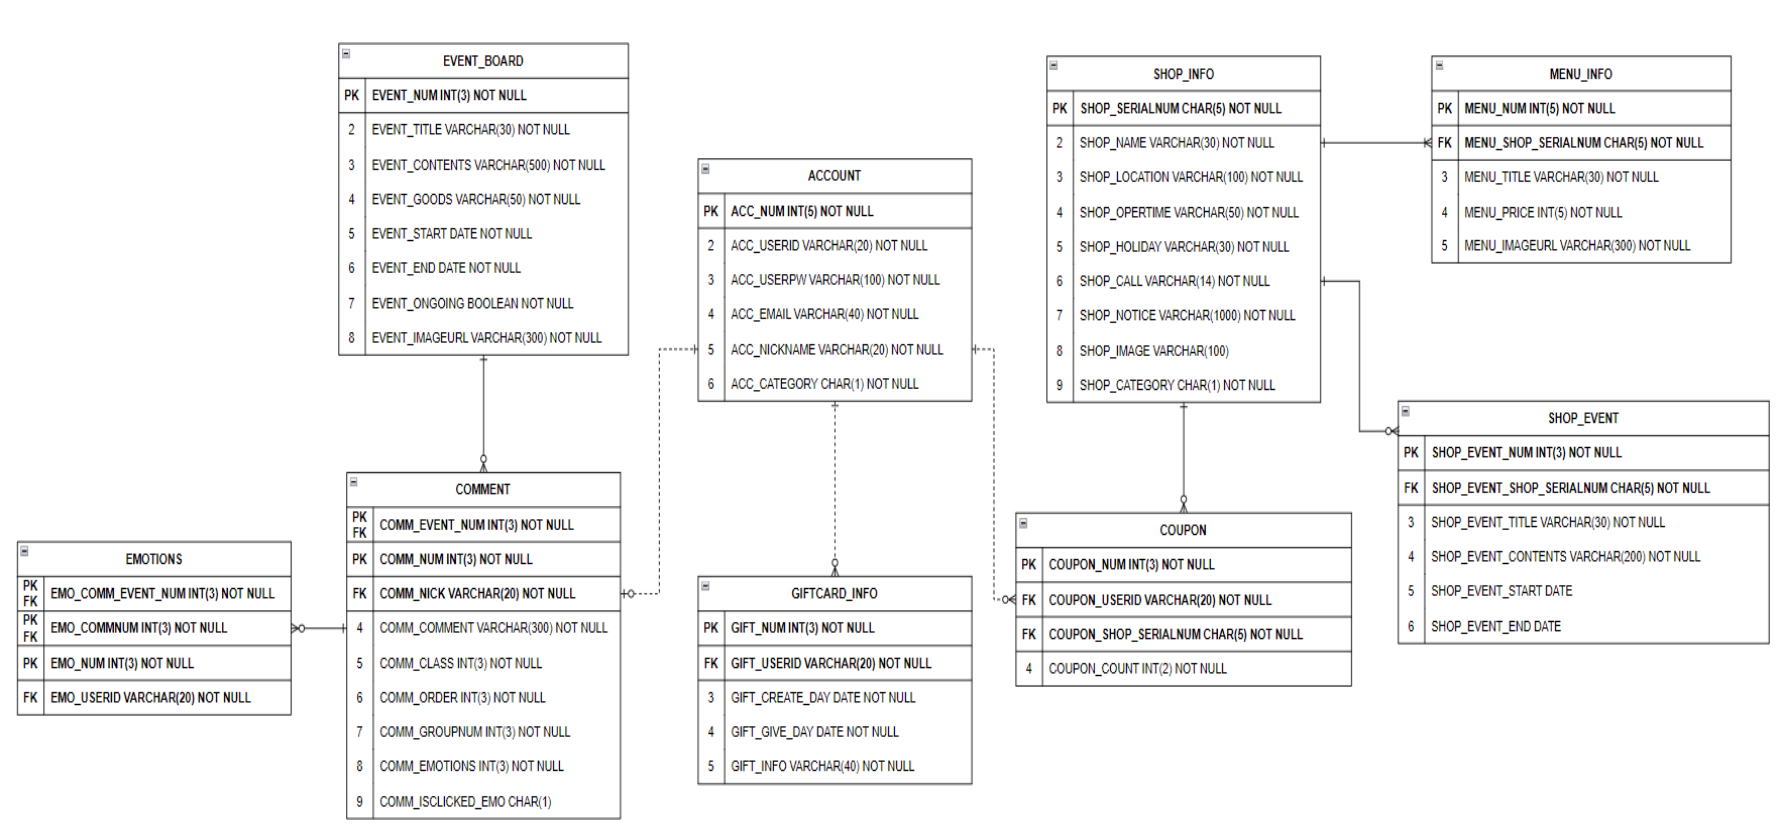 EVENT_BOARD
PK EVENT_NUM INT(3) NOT NULL
2 EVENT_TITLE VARCHAR(30) NOT NULL
3 EVENT_CONTENTS VARCHAR(500) NOT NULL
4 EVENT_GOODS VARCHAR(50) NOT NULL
5 EVENT_START DATE NOT NULL
6 EVENT_END DATE NOT NULL
7 EVENT_ONGOING BOOLEAN NOT NULL
8 EVENT_IMAGEURL VARCHAR(300) NOT NULL
ACCOUNT
PK ACC_NUM INT(5) NOT NULL
2 ACC_USERID VARCHAR(20) NOT NULL
3 ACC_USERPW VARCHAR(100) NOT NULL
4 ACC_EMAIL VARCHAR(40) NOT NULL
5 ACC_NICKNAME VARCHAR(20) NOT NULL
6 ACC_CATEGORY CHAR(1) NOT NULL
SHOP_INFO
PK SHOP_SERIALNUM CHAR(5) NOT NULL
2 SHOP_NAME VARCHAR(30) NOT NULL
3 SHOP_LOCATION VARCHAR(100) NOT NULL
4 SHOP_OPERTIME VARCHAR(50) NOT NULL
5 SHOP_HOLIDAY VARCHAR(30) NOT NULL
6 SHOP_CALL VARCHAR(14) NOT NULL
7 SHOP_NOTICE VARCHAR(1000) NOT NULL
8 SHOP_IMAGE VARCHAR(100)
9 SHOP_CATEGORY CHAR(1) NOT NULL
MENU_INFO
PK MENU_NUM INT(5) NOT NULL
FK MENU_SHOP_SERIALNUM CHAR(5) NOT NULL
3 MENU_TITLE VARCHAR(30) NOT NULL
4 MENU_PRICE INT(5) NOT NULL
5 MENU_IMAGEURL VARCHAR(300) NOT NULL
SHOP_EVENT
PK SHOP_EVENT_NUM INT(3) NOT NULL
FK SHOP_EVENT_SHOP_SERIALNUM CHAR(5) NOT NULL
3 SHOP_EVENT_TITLE VARCHAR(30) NOT NULL
4 SHOP_EVENT_CONTENTS VARCHAR(200) NOT NULL
5 SHOP_EVENT_START DATE
6 SHOP_EVENT_END DATE
EMOTIONS
PK
FK EMO_COMM_EVENT_NUM INT(3) NOT NULL
PK
FK EMO_COMMNUM INT(3) NOT NULL
PK EMO_NUM INT(3) NOT NULL
FK EMO_USERID VARCHAR(20) NOT NULL
COMMENT
PK
FK COMM_EVENT_NUM INT(3) NOT NULL
PK COMM_NUM INT(3) NOT NULL
FK COMM_NICK VARCHAR(20) NOT NULL
4 COMM_COMMENT VARCHAR(300) NOT NULL
5 COMM_CLASS INT(3) NOT NULL
6 COMM_ORDER INT(3) NOT NULL
7 COMM_GROUPNUM INT(3) NOT NULL
8 COMM_EMOTIONS INT(3) NOT NULL
9 COMM_ISCLICKED_EMO CHAR(1)
GIFTCARD_INFO
PK GIFT_NUM INT(3) NOT NULL
FK GIFT_USERID VARCHAR(20) NOT NULL
3 GIFT_CREATE_DAY DATE NOT NULL
4 GIFT_GIVE_DAY DATE NOT NULL
5 GIFT_INFO VARCHAR(40) NOT NULL
COUPON
PK COUPON_NUM INT(3) NOT NULL
FK COUPON_USERID VARCHAR(20) NOT NULL
FK COUPON_SHOP_SERIALNUM CHAR(5) NOT NULL
4 COUPON_COUNT INT(2) NOT NULL